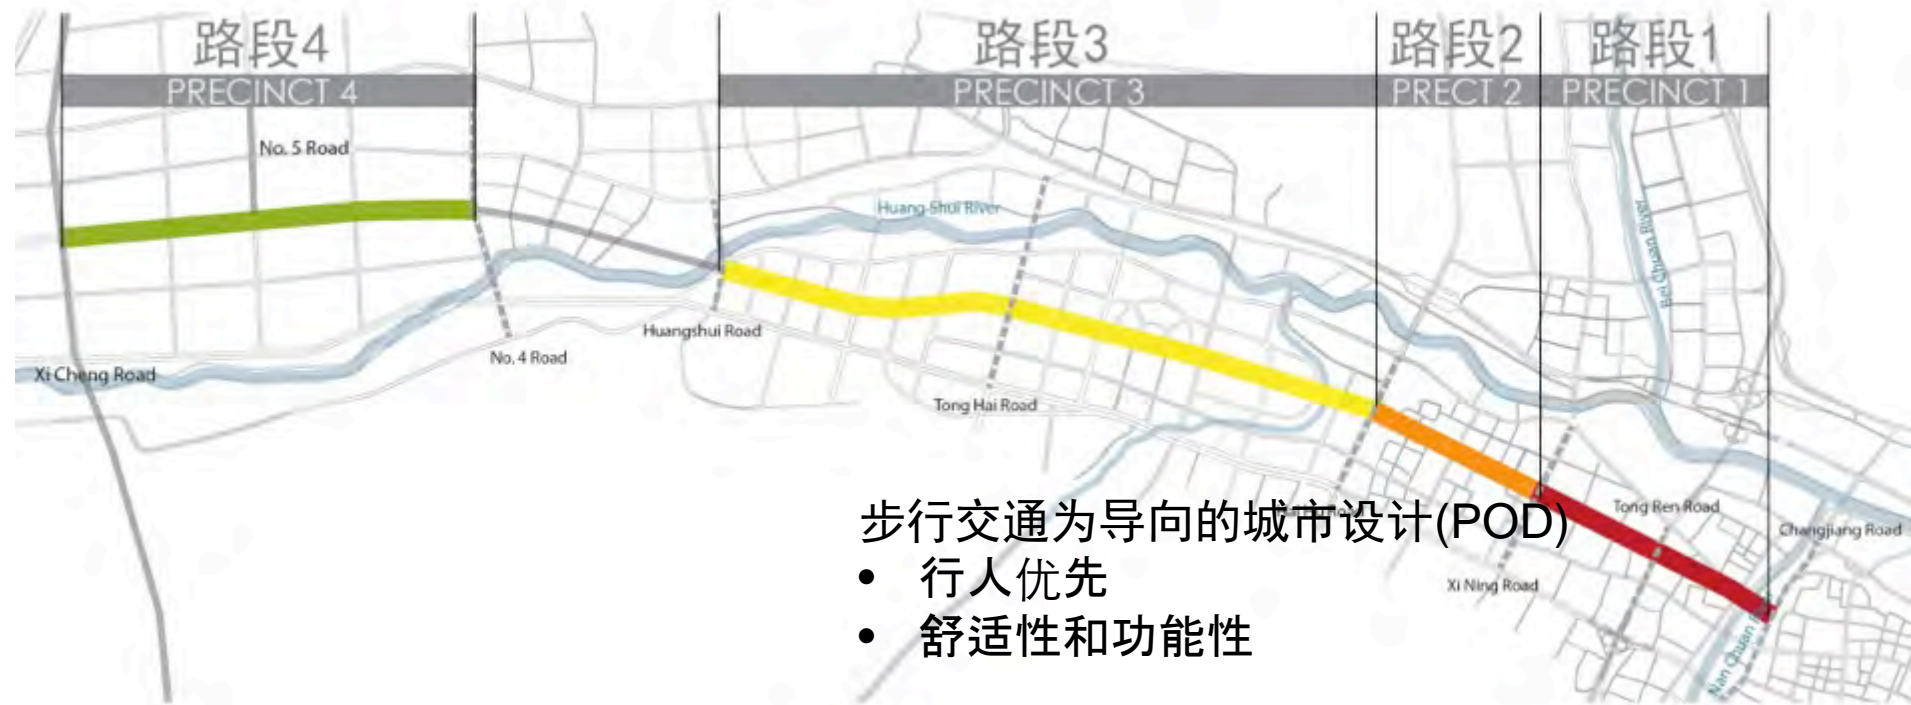 路段4
路段3
路段2
路段1
PRECINCT 4
PRECINCT 3
PRECT 2
PRECINCT 1
No. 5 Road
Huang Shui River
Bei Chuan River
Huangshui Road
No. 4 Road
Xi Cheng Road
Tong Hai Road
Tong Ren Road
Changjiang Road
Xi Ning Road
Nan Chuan
步行交通为导向的城市设计(POD)
• 行人优先
• 舒适性和功能性